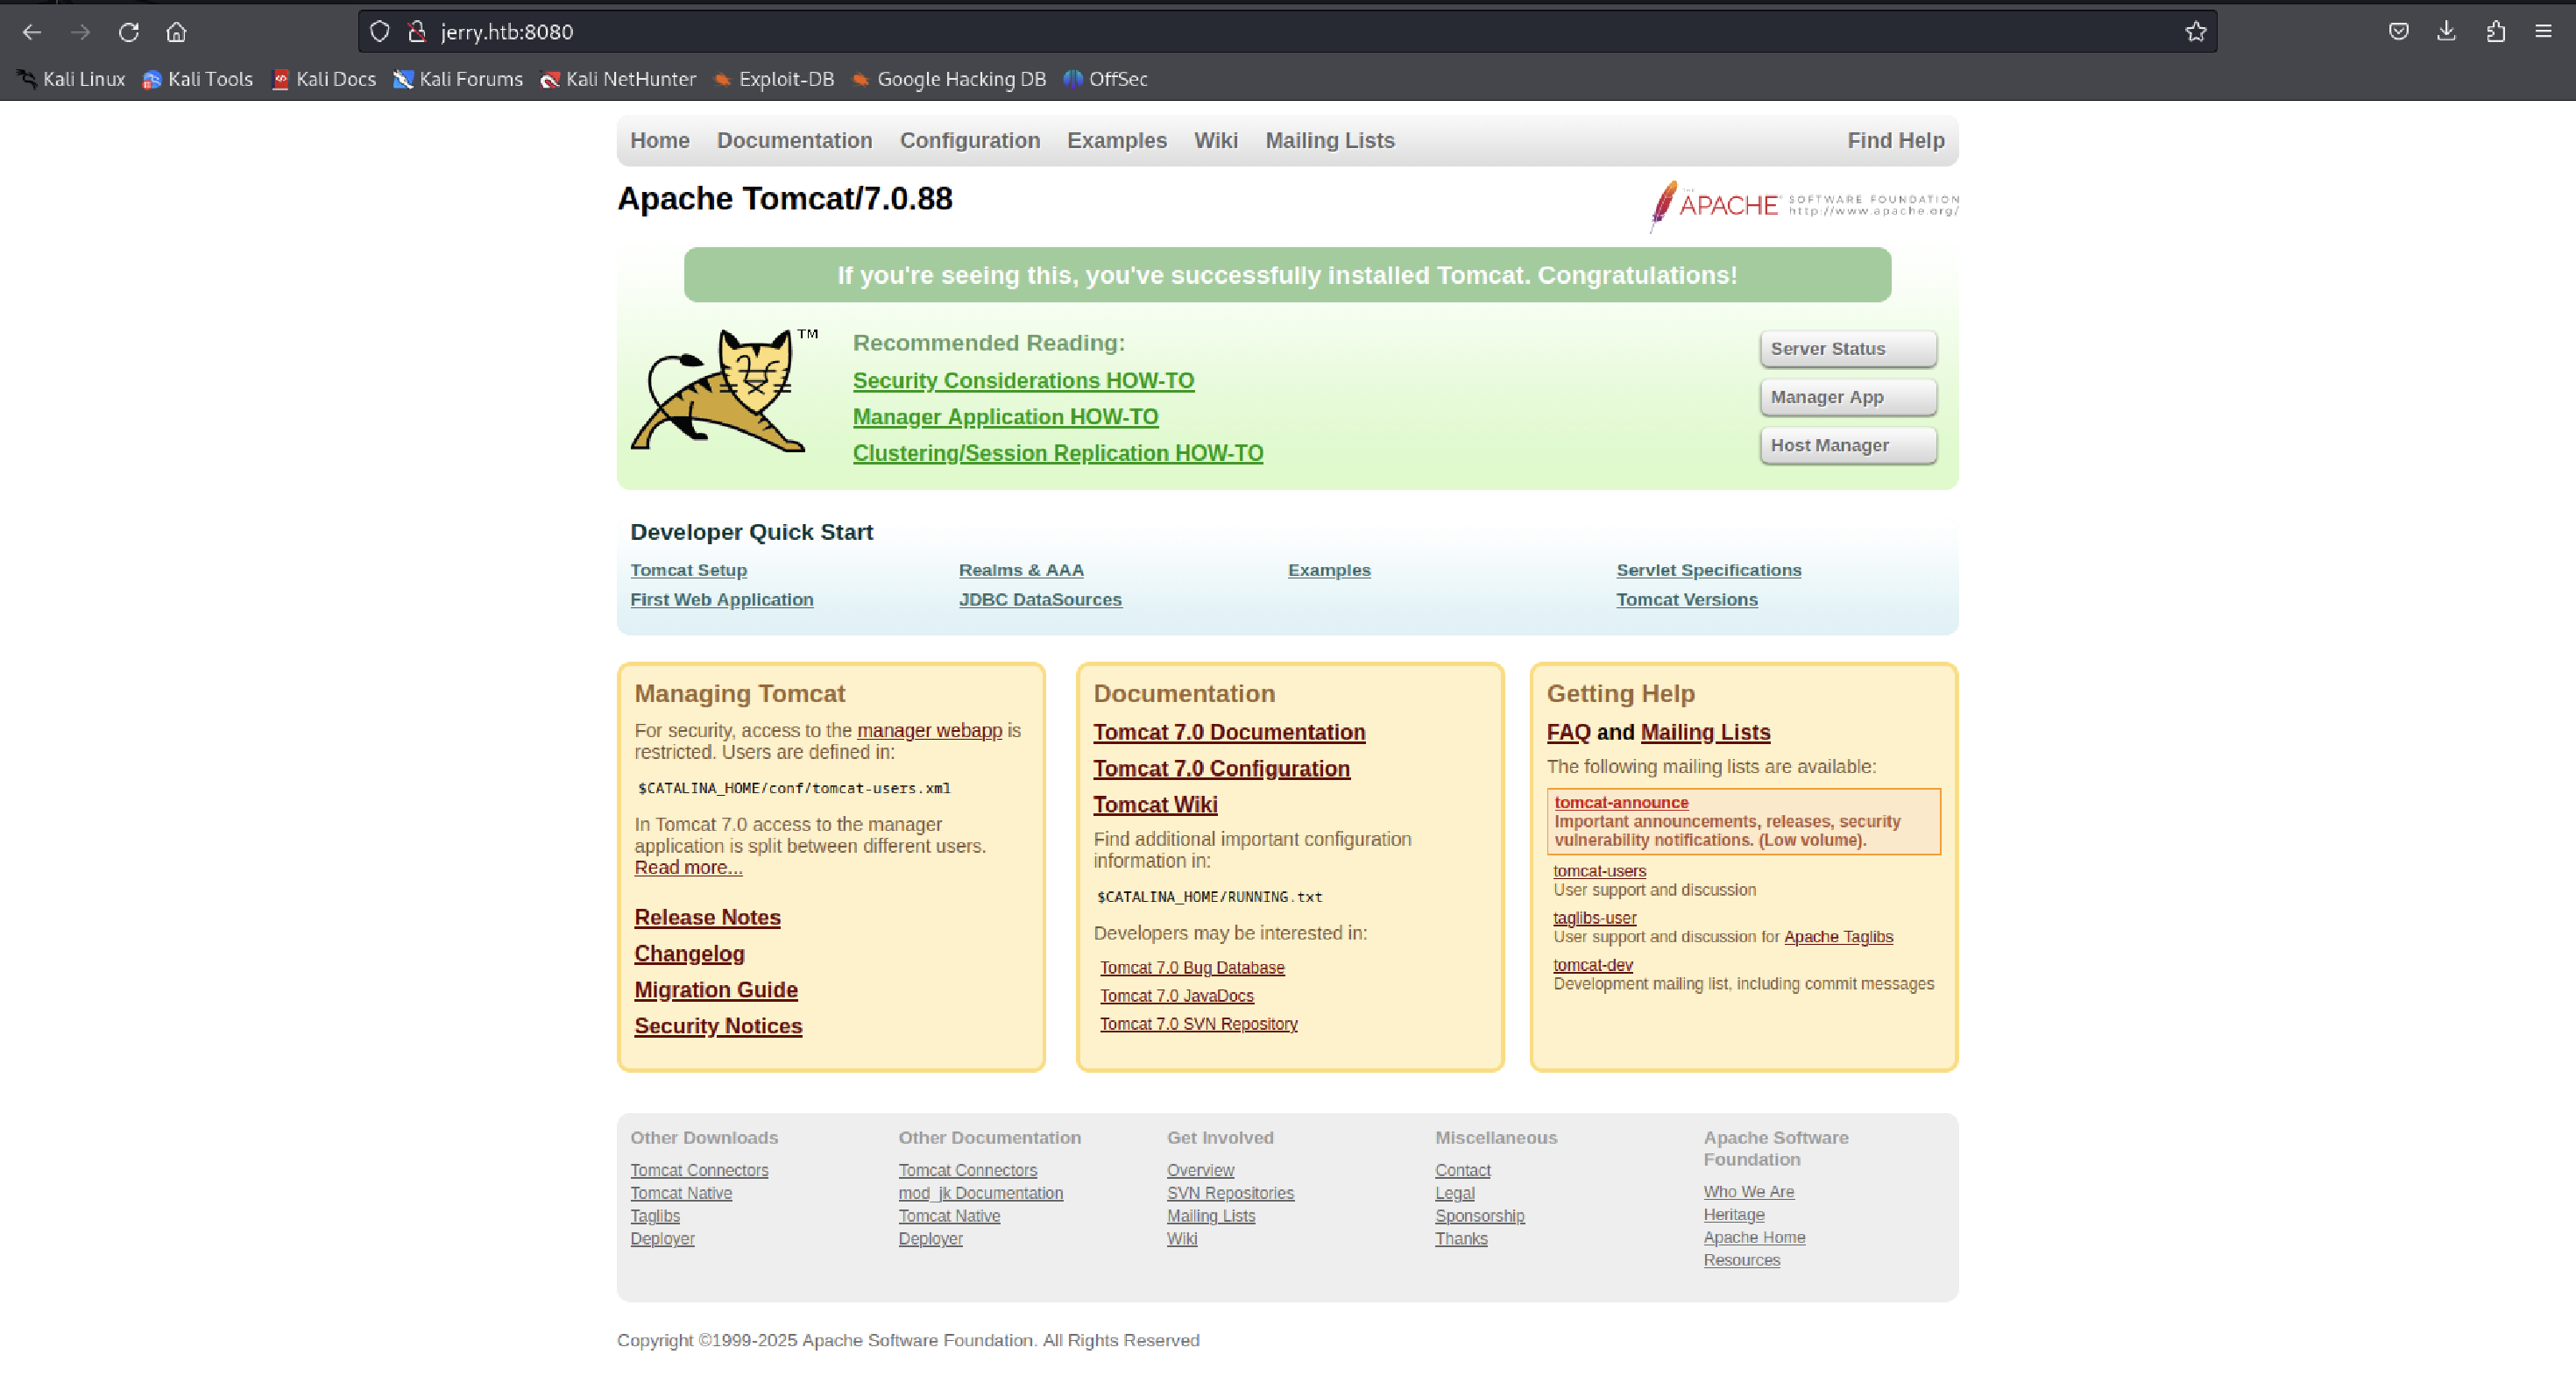 jerry.htb:8080
Kali Linux Kali Tools Kali Docs Kali Forums Kali NetHunter Exploit-DB Google Hacking DB OffSec
Home Documentation Configuration Examples Wiki Mailing Lists Find Help
Apache Tomcat/7.0.88
THE
APACHE SOFTWARE FOUNDATION
http://www.apache.org/
If you're seeing this, you've successfully installed Tomcat. Congratulations!
TM
Recommended Reading:
Security Considerations HOW-TO
Manager Application HOW-TO
Clustering/Session Replication HOW-TO
Server Status
Manager App
Host Manager
Developer Quick Start
Tomcat Setup
First Web Application
Realms & AAA
JDBC DataSources
Examples
Servlet Specifications
Tomcat Versions
Managing Tomcat
For security, access to the manager webapp is
restricted. Users are defined in:
$CATALINA_HOME/conf/tomcat-users.xml
In Tomcat 7.0 access to the manager
application is split between different users.
Read more...
Release Notes
Changelog
Migration Guide
Security Notices
Documentation
Tomcat 7.0 Documentation
Tomcat 7.0 Configuration
Tomcat Wiki
Find additional important configuration
information in:
$CATALINA_HOME/RUNNING.txt
Developers may be interested in:
Tomcat 7.0 Bug Database
Tomcat 7.0 JavaDocs
Tomcat 7.0 SVN Repository
Getting Help
FAQ and Mailing Lists
The following mailing lists are available:
tomcat-announce
Important announcements, releases, security
vulnerability notifications. (Low volume).
tomcat-users
User support and discussion
taglibs-user
User support and discussion for Apache Taglibs
tomcat-dev
Development mailing list, including commit messages
Other Downloads
Tomcat Connectors
Tomcat Native
Taglibs
Deployer
Other Documentation
Tomcat Connectors
mod_jk Documentation
Tomcat Native
Deployer
Get Involved
Overview
SVN Repositories
Mailing Lists
Wiki
Miscellaneous
Contact
Legal
Sponsorship
Thanks
Apache Software
Foundation
Who We Are
Heritage
Apache Home
Resources
Copyright ©1999-2025 Apache Software Foundation. All Rights Reserved